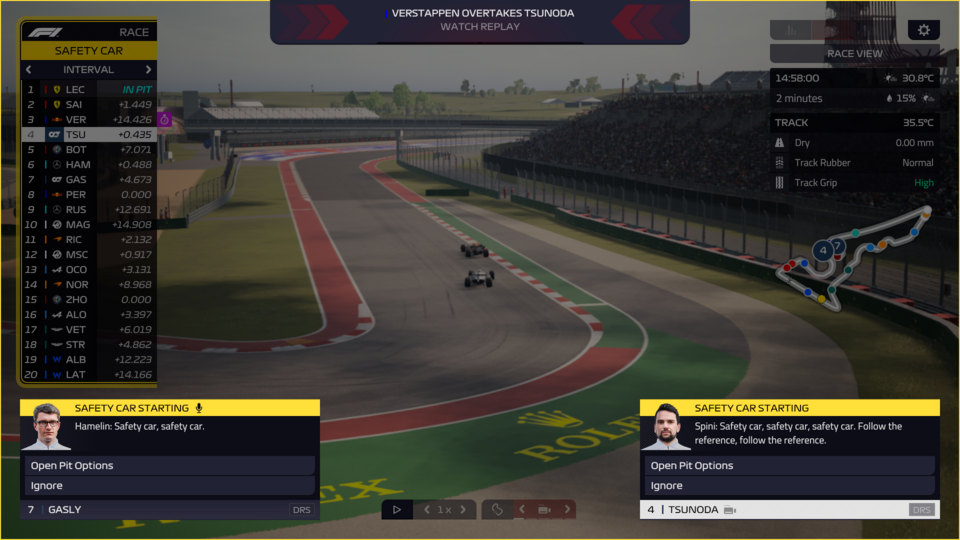 VERSTAPPEN OVERTAKES TSUNODA
WATCH REPLAY
F1 RACE
SAFETY CAR
INTERVAL
1 LEC IN PIT
2 SAI +1.449
3 VER +14.426
4 TSU +0.435
5 BOT +7.071
6 HAM +0.488
7 GAS +4.673
8 PER 0.000
9 RUS +12.691
10 MAG +14.908
11 RIC +2.132
12 MSC +0.917
13 OCO +3.131
14 NOR +8.968
15 ZHO 0.000
16 ALO +3.397
17 VET +6.019
18 STR +4.862
19 ALB +12.223
20 LAT +14.166
RACE VIEW
14:58:00 30.8°C
2 minutes 15%
TRACK 35.5°C
Dry 0.00 mm
Track Rubber Normal
Track Grip High
4 7
ROLEX
SAFETY CAR STARTING
Hamelin: Safety car, safety car.
Open Pit Options
Ignore
7 GASLY DRS
1x
SAFETY CAR STARTING
Spini: Safety car, safety car, safety car. Follow the
reference, follow the reference.
Open Pit Options
Ignore
4 TSUNODA DRS